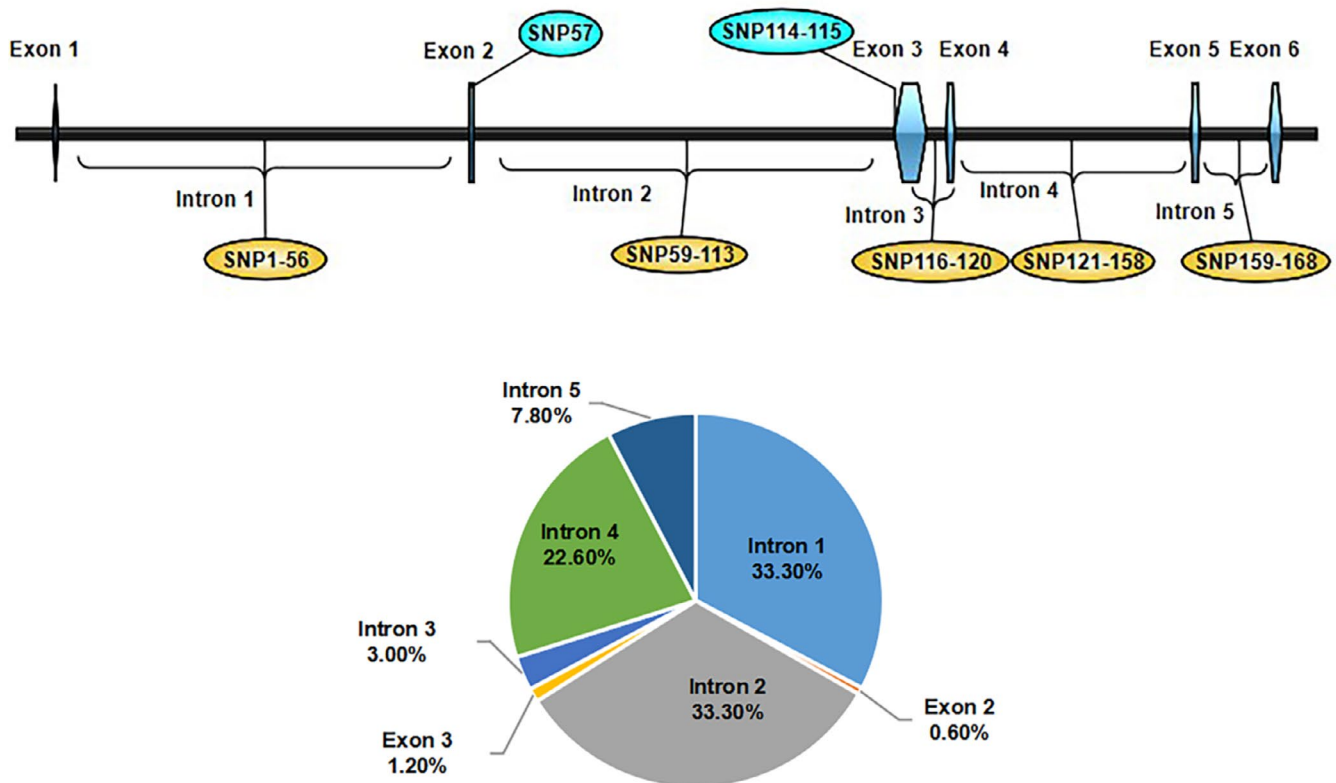 SNP57
SNP114-115
Exon 1
Exon 2
Exon 3
Exon 4
Exon 5
Exon 6
Intron 1
Intron 2
Intron 3
Intron 4
Intron 5
SNP1-56
SNP59-113
SNP116-120
SNP121-158
SNP159-168
Intron 5
7.80%
Intron 4
22.60%
Intron 1
33.30%
Intron 3
3.00%
Intron 2
33.30%
Exon 2
0.60%
Exon 3
1.20%